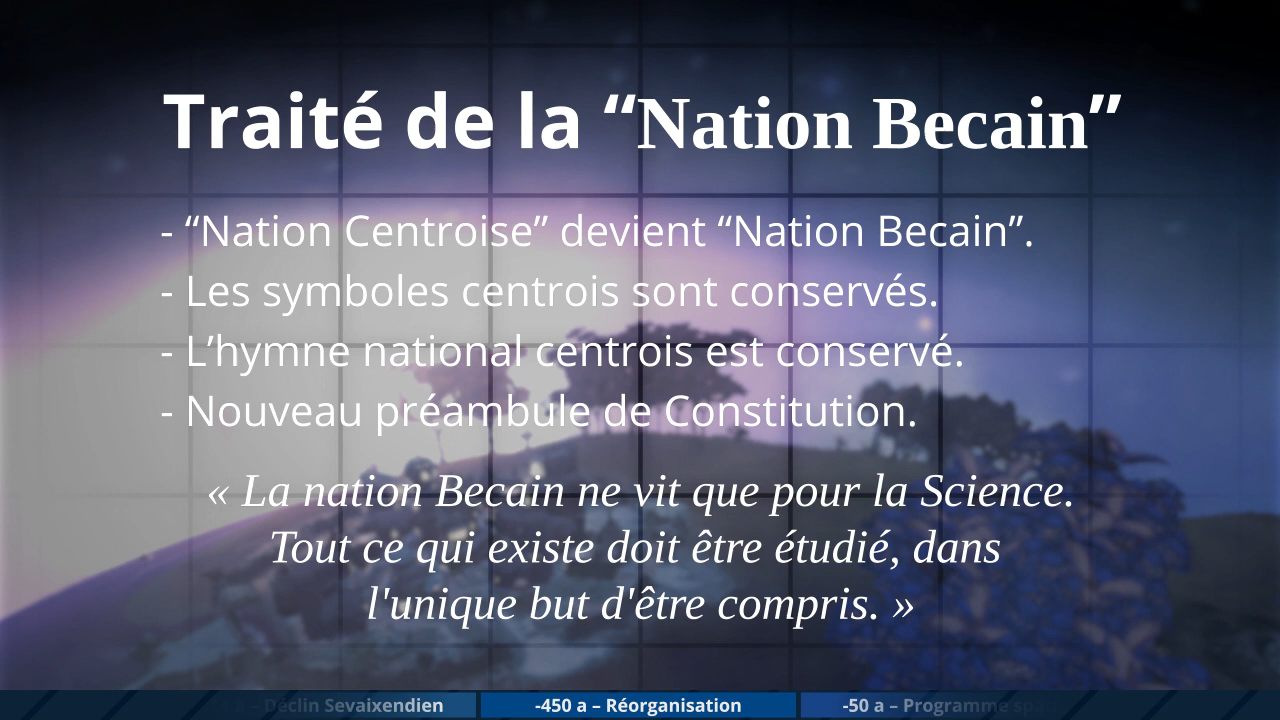 Traité de la “Nation Becain”
- “Nation Centroise” devient “Nation Becain”.
- Les symboles centrois sont conservés.
- L’hymne national centrois est conservé.
- Nouveau préambule de Constitution.
« La nation Becain ne vit que pour la Science.
Tout ce qui existe doit être étudié, dans
l'unique but d'être compris. »
a – Déclin Sevaixendien -450 a – Réorganisation -50 a – Programme